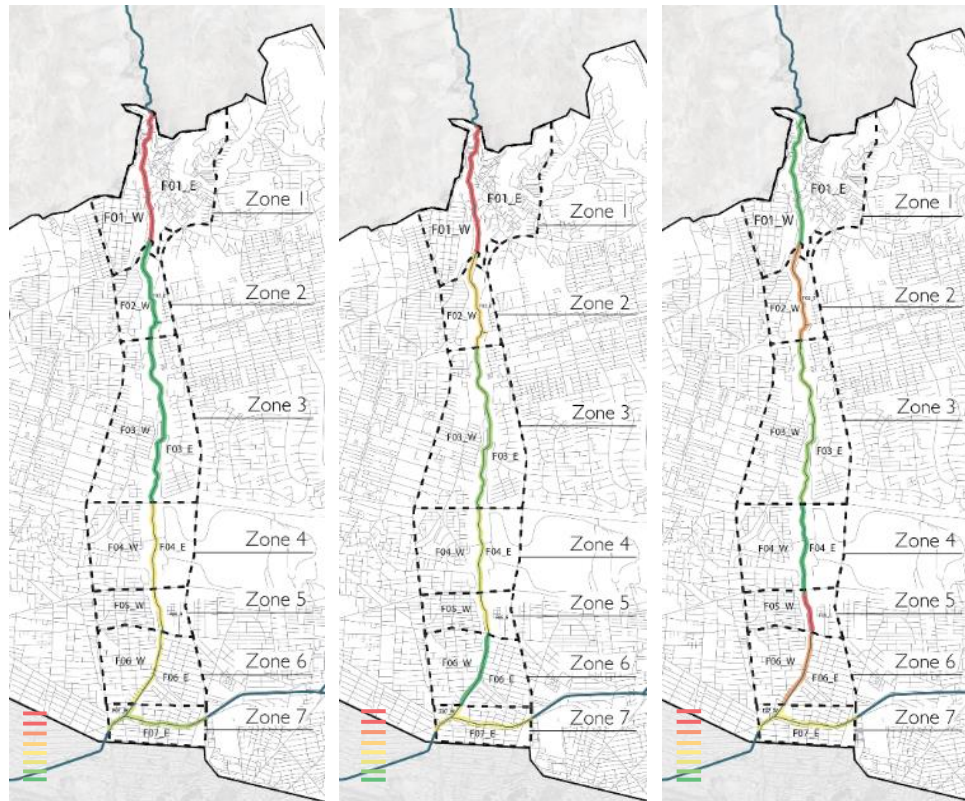 F01_E
Zone 1
F01_W
Zone 2
F02_W
Zone 3
F03_W
F03_E
Zone 4
F04_W
F04_E
Zone 5
F05_W
Zone 6
F06_W
F06_E
Zone 7
F07_E
F01_E
Zone 1
F01_W
Zone 2
F02_W
Zone 3
F03_W
F03_E
Zone 4
F04_W
F04_E
Zone 5
F05_W
Zone 6
F06_W
F06_E
Zone 7
F07_E
F01_E
Zone 1
F01_W
Zone 2
F02_W
Zone 3
F03_W
F03_E
Zone 4
F04_W
F04_E
Zone 5
F05_W
Zone 6
F06_W
F06_E
Zone 7
F07_E